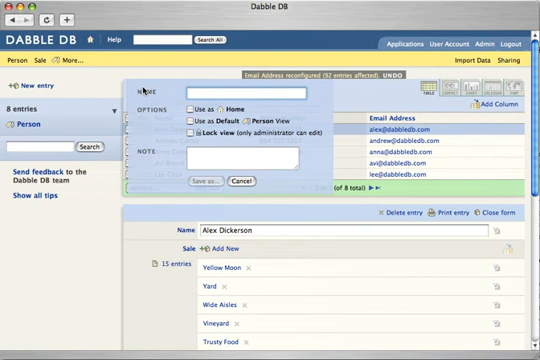 Dabble DB
DABBLE DB
Help
Search All
Applications User Account Admin Logout
Person Sale More...
Import Data Sharing
Email Address reconfigured (92 entries affected). UNDO
New entry
8 entries
Person
Search
Send feedback to the
Dabble DB team
Show all tips
NAME
OPTIONS
Use as Home
Use as Default Person View
Lock view (only administrator can edit)
NOTE
Save as... Cancel
TABLE
Add Column
Email Address
alex@dabbledb.com
andrew@dabbledb.com
anna@dabbledb.com
avi@dabbledb.com
lee@dabbledb.com
(of 8 total)
Delete entry Print entry Close form
Name Alex Dickerson
Sale Add New
15 entries
Yellow Moon
Yard
Wide Aisles
Vineyard
Trusty Food